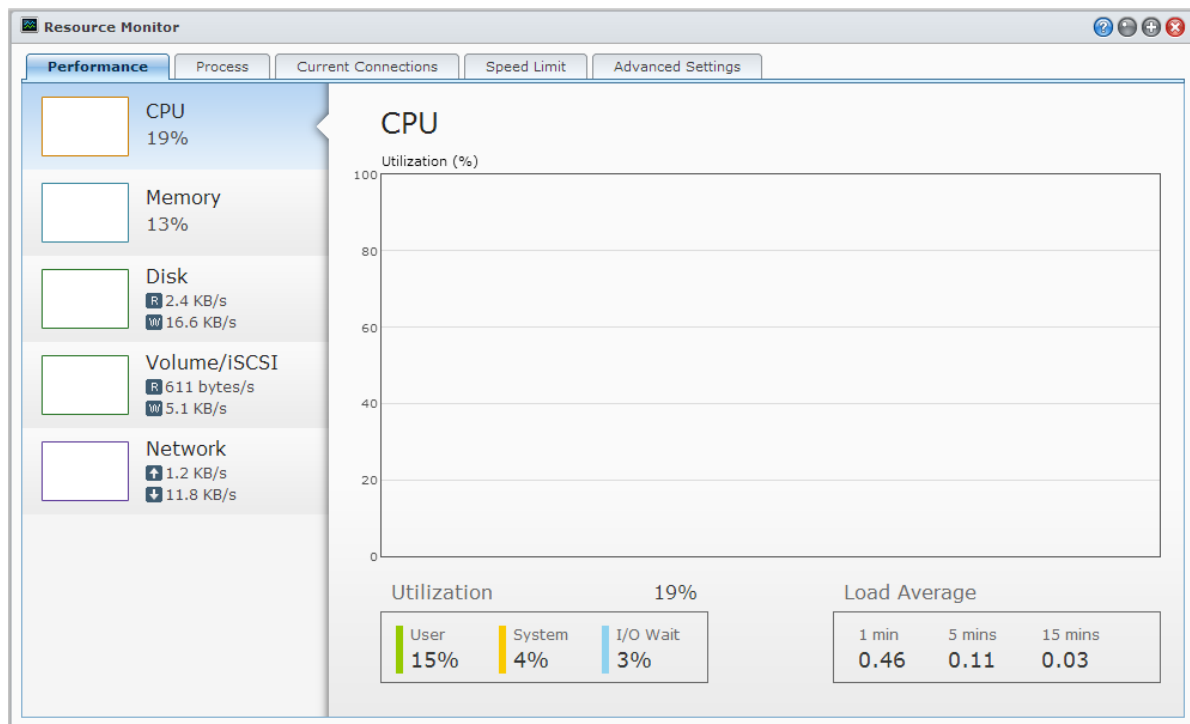 Resource Monitor
Performance Process Current Connections Speed Limit Advanced Settings
CPU
19%
Memory
13%
Disk
R 2.4 KB/s
W 16.6 KB/s
Volume/iSCSI
R 611 bytes/s
W 5.1 KB/s
Network
1.2 KB/s
11.8 KB/s
CPU
Utilization (%)
100
80
60
40
20
0
Utilization 19%
User System I/O Wait
15% 4% 3%
Load Average
1 min 5 mins 15 mins
0.46 0.11 0.03